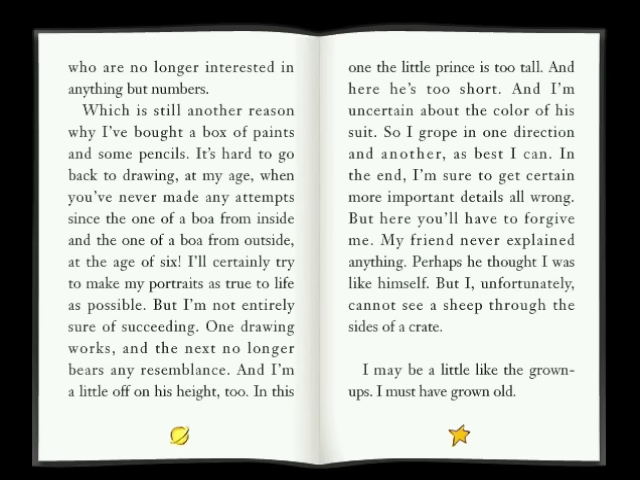 who are no longer interested in
anything but numbers.
Which is still another reason
why I've bought a box of paints
and some pencils. It's hard to go
back to drawing, at my age, when
you've never made any attempts
since the one of a boa from inside
and the one of a boa from outside,
at the age of six! I'll certainly try
to make my portraits as true to life
as possible. But I'm not entirely
sure of succeeding. One drawing
works, and the next no longer
bears any resemblance. And I'm
a little off on his height, too. In this
one the little prince is too tall. And
here he's too short. And I'm
uncertain about the color of his
suit. So I grope in one direction
and another, as best I can. In
the end, I'm sure to get certain
more important details all wrong.
But here you'll have to forgive
me. My friend never explained
anything. Perhaps he thought I was
like himself. But I, unfortunately,
cannot see a sheep through the
sides of a crate.
I may be a little like the grown-
ups. I must have grown old.